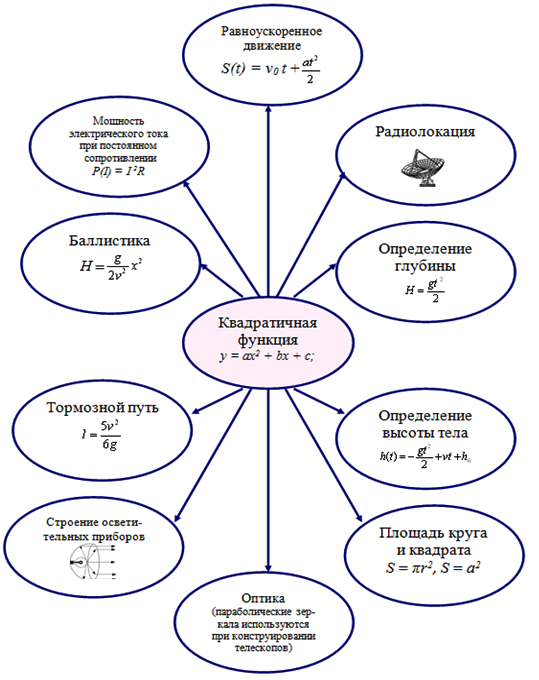 Равноускоренное
движение
S(t) = v₀ t + at²/2
Мощность
электрического тока
при постоянном
сопротивлении
P(I) = I²R
Радиолокация
Баллистика
H = g/2v² x²
Определение
глубины
H = gt²/2
Квадратичная
функция
y = ax² + bx + c;
Тормозной путь
l = 5v²/6g
Определение
высоты тела
h(t) = −gt²/2 + vt + h₀
Строение освети-
тельных приборов
Площадь круга
и квадрата
S = πr², S = a²
Оптика
(параболические зер-
кала используются
при конструировании
телескопов)